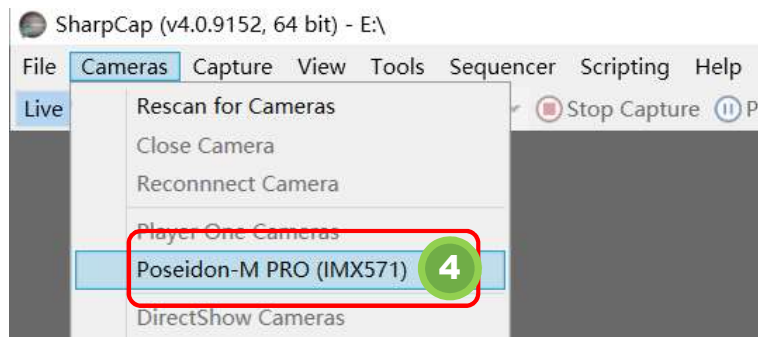 SharpCap (v4.0.9152, 64 bit) - E:\
File Cameras Capture View Tools Sequencer Scripting Help
Live Rescan for Cameras Stop Capture P
Close Camera
Reconnnect Camera
Player One Cameras
Poseidon-M PRO (IMX571) 4
DirectShow Cameras